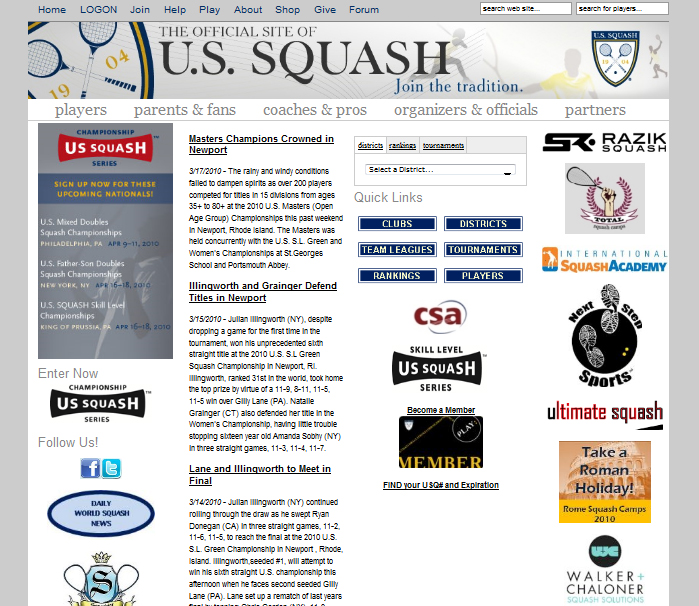 Home LOGON Join Help Play About Shop Give Forum
search web site... search for players...
THE OFFICIAL SITE OF
U.S. SQUASH
Join the tradition.
19 04
U.S. SQUASH
19 04
players parents & fans coaches & pros organizers & officials partners
CHAMPIONSHIP
US SQUASH
SERIES
SIGN UP NOW FOR THESE
UPCOMING NATIONALS!
U.S. Mixed Doubles
Squash Championships
PHILADELPHIA, PA APR 9-11, 2010
U.S. Father-Son Doubles
Squash Championships
NEW YORK, NY APR 16-18, 2010
U.S. SQUASH Skill Level
Championships
KING OF PRUSSIA, PA APR 16-18, 2010
Enter Now
CHAMPIONSHIP
US SQUASH
SERIES
Follow Us!
f t
DAILY
WORLD SQUASH
NEWS
S
Masters Champions Crowned in
Newport
3/17/2010 - The rainy and windy conditions
failed to dampen spirits as over 200 players
competed for titles in 15 divisions from ages
35+ to 80+ at the 2010 U.S. Masters (Open
Age Group) Championships this past weekend
in Newport, Rhode Island. The Masters was
held concurrently with the U.S. S.L. Green and
Women's Championships at St.Georges
School and Portsmouth Abbey.
Illingworth and Grainger Defend
Titles in Newport
3/15/2010 - Julian Illingworth (NY), despite
dropping a game for the first time in the
tournament, won his unprecedented sixth
straight title at the 2010 U.S. S.L Green
Squash Championship in Newport, RI.
Illingworth, ranked 31st in the world, took home
the top prize by virtue of a 11-9, 8-11, 11-5,
11-5 win over Gilly Lane (PA). Natalie
Grainger (CT) also defended her title in the
Women's Championship, having little trouble
stopping sixteen year old Amanda Sobhy (NY)
in three straight games, 11-3, 11-4, 11-7.
Lane and Illingworth to Meet in
Final
3/14/2010 - Julian Illingworth (NY) continued
rolling through the draw as he swept Ryan
Donegan (CA) in three straight games, 11-2,
11-6, 11-5, to reach the final at the 2010 U.S.
S.L. Green Championship in Newport , Rhode,
Island. Illingworth,seeded #1, will attempt to
win his sixth straight U.S. championship this
afternoon when he faces second seeded Gilly
Lane (PA). Lane set up a rematch of last years
districts rankings tournaments
Select a District...
Quick Links
CLUBS DISTRICTS
TEAM LEAGUES TOURNAMENTS
RANKINGS PLAYERS
csa
SKILL LEVEL
US SQUASH
SERIES
Become a Member
PLAY
MEMBER
FIND your USQ# and Expiration
SR RAZIK
SQUASH
TOTAL
squash camps
INTERNATIONAL
SQUASHACADEMY
Next Step
Sports
ultimate squash
Take a
Roman
Holiday!
Rome Squash Camps
2010
WC
WALKER+
CHALONER
SQUASH SOLUTIONS